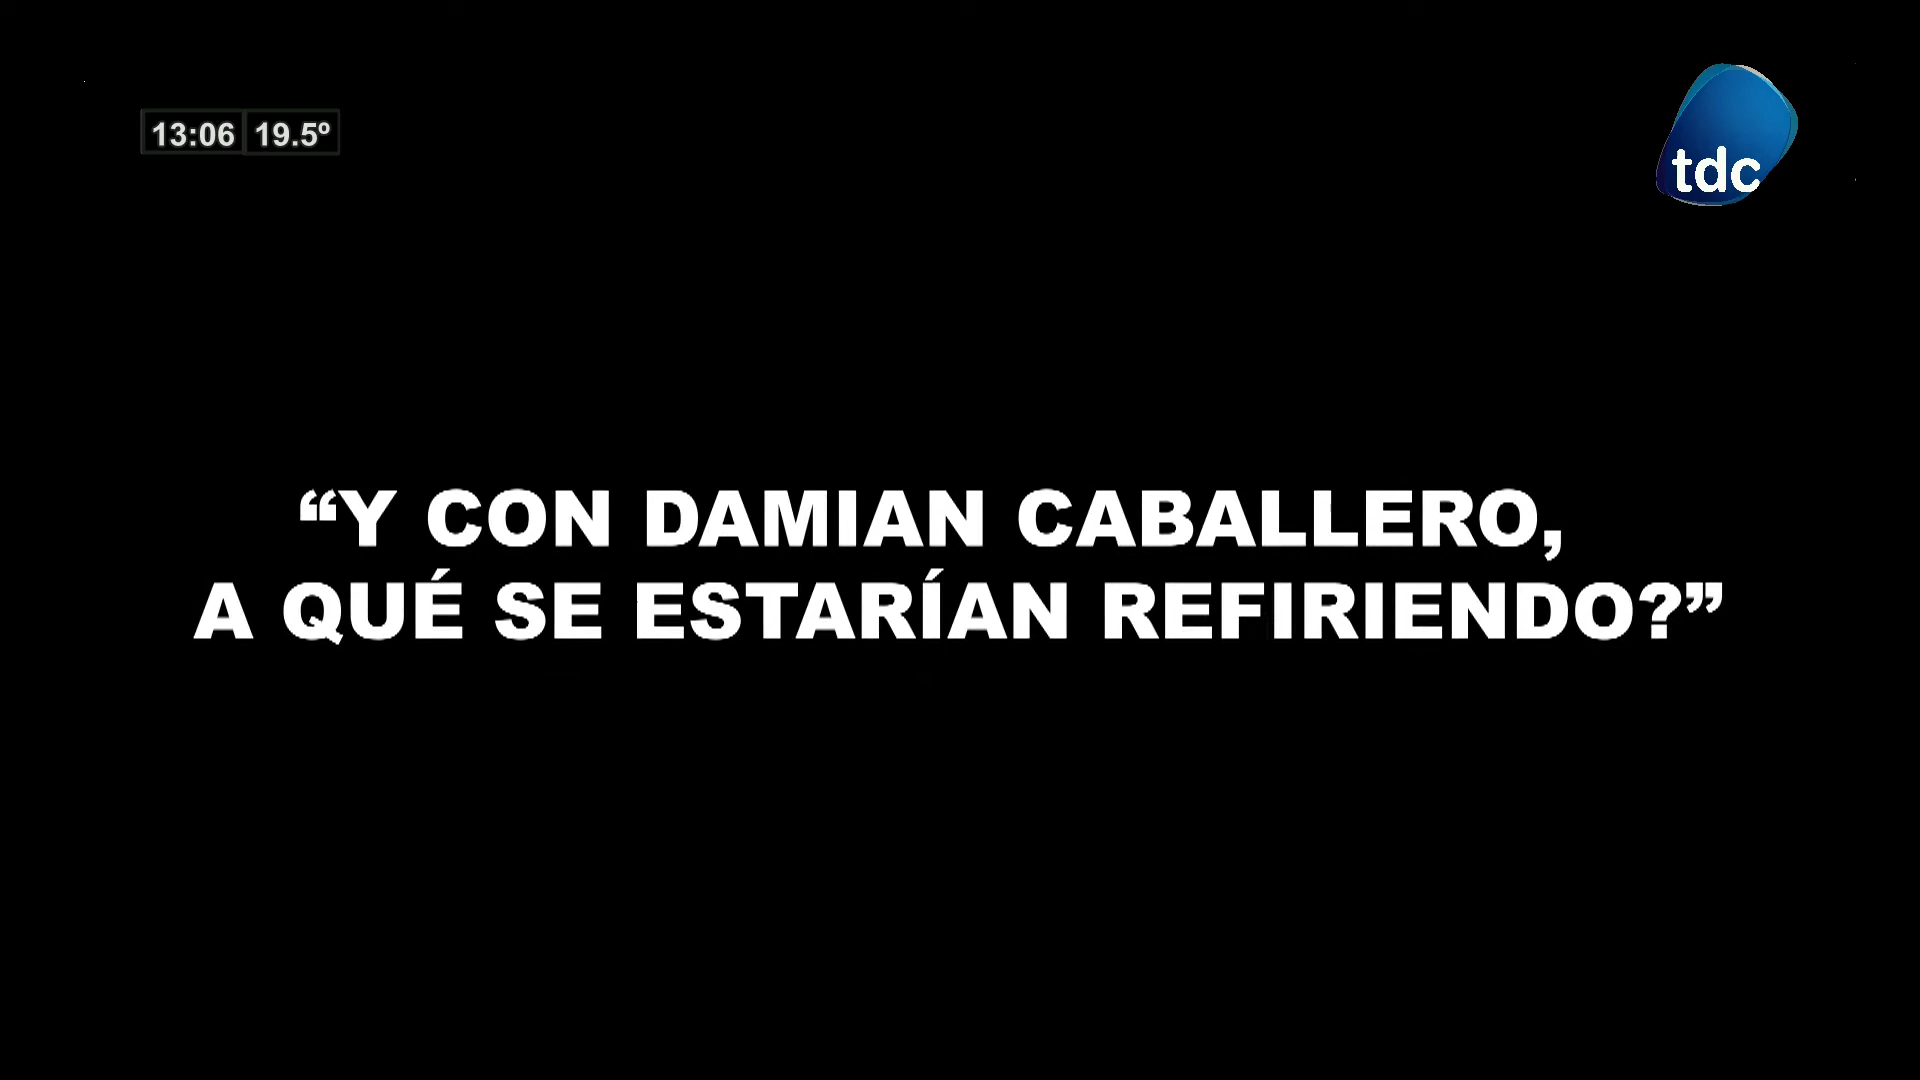 13:06 19.5º
tdc
“Y CON DAMIAN CABALLERO,
A QUÉ SE ESTARÍAN REFIRIENDO?”